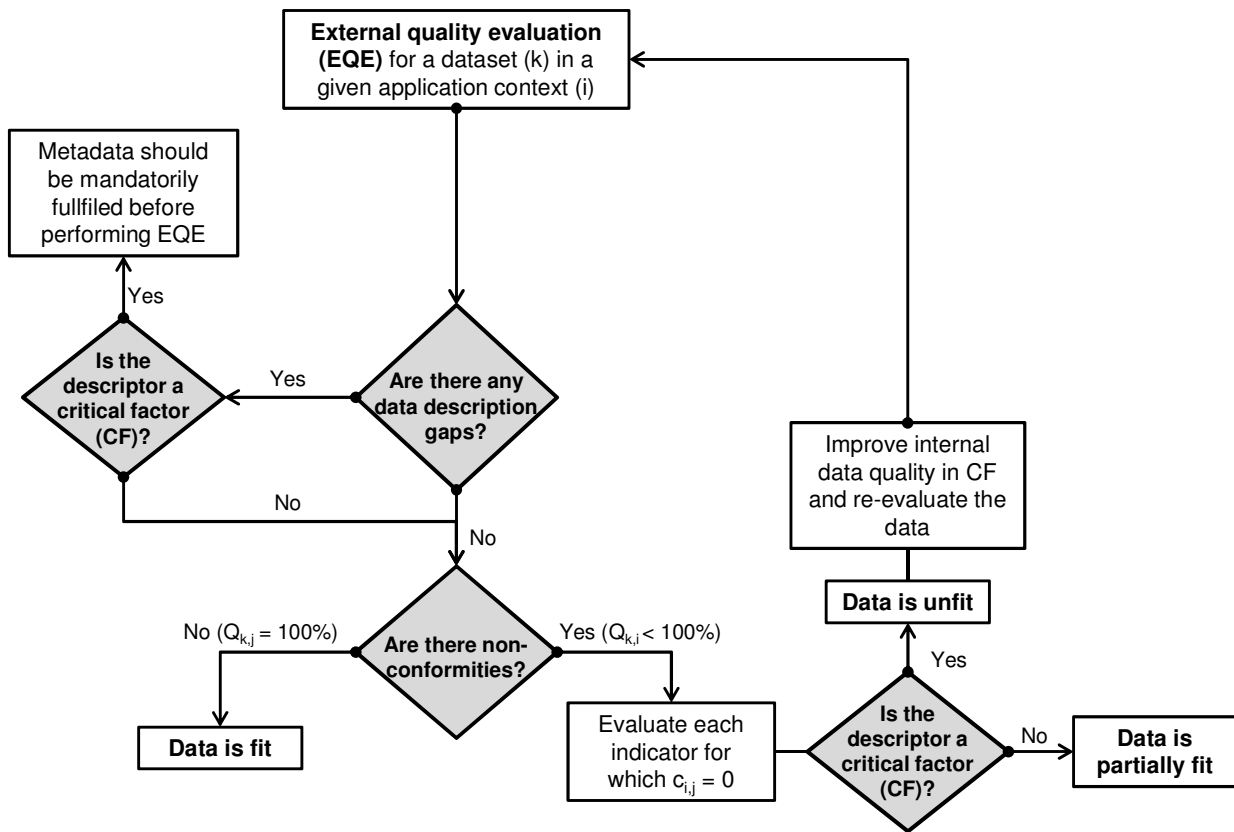 External quality evaluation
(EQE) for a dataset (k) in a
given application context (i)
Metadata should
be mandatorily
fullfiled before
performing EQE
Yes
Is the
descriptor a
critical factor
(CF)?
Yes
Are there any
data description
gaps?
No
No
Improve internal
data quality in CF
and re-evaluate the
data
Data is unfit
No (Qk,j = 100%)
Are there non-
conformities?
Yes (Qk,i < 100%)
Yes
Data is fit
Evaluate each
indicator for
which ci,j = 0
Is the
descriptor a
critical factor
(CF)?
No
Data is
partially fit